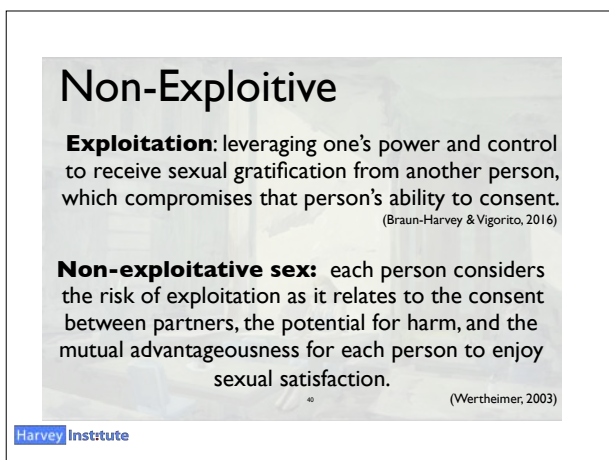 Non-Exploitive
Exploitation: leveraging one's power and control
to receive sexual gratification from another person,
which compromises that person's ability to consent.
(Braun-Harvey & Vigorito, 2016)
Non-exploitative sex: each person considers
the risk of exploitation as it relates to the consent
between partners, the potential for harm, and the
mutual advantageousness for each person to enjoy
sexual satisfaction.
40
(Wertheimer, 2003)
Harvey Institute